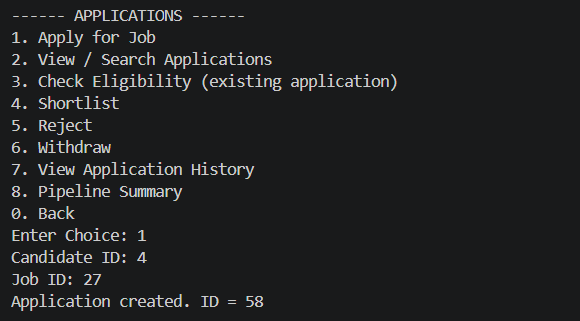 ------ APPLICATIONS ------
1. Apply for Job
2. View / Search Applications
3. Check Eligibility (existing application)
4. Shortlist
5. Reject
6. Withdraw
7. View Application History
8. Pipeline Summary
0. Back
Enter Choice: 1
Candidate ID: 4
Job ID: 27
Application created. ID = 58